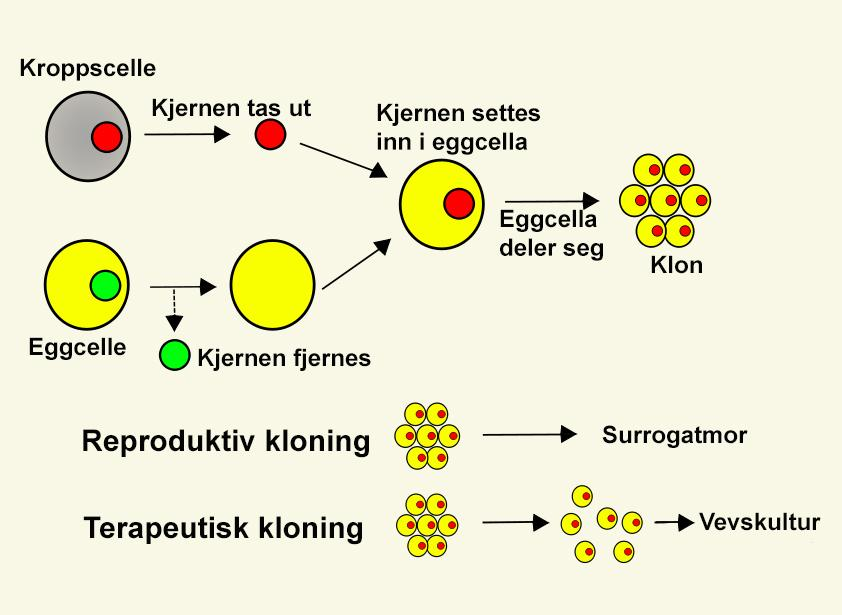 Kroppscelle
Kjernen tas ut
Kjernen settes
inn i eggcella
Eggcella
deler seg
Klon
Eggcelle
Kjernen fjernes
Reproduktiv kloning
Surrogatmor
Terapeutisk kloning
Vevskultur